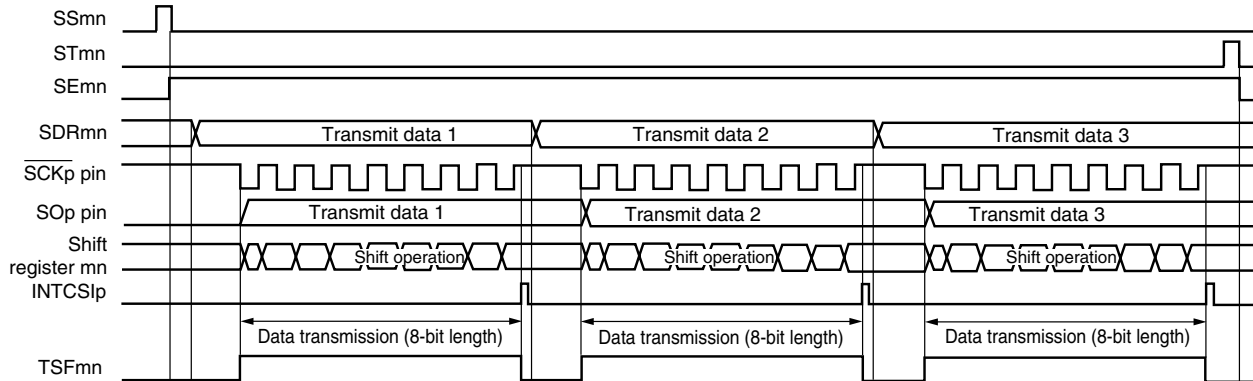 SSmn
STmn
SEmn
SDRmn Transmit data 1 Transmit data 2 Transmit data 3
SCKp pin
SOp pin Transmit data 1 Transmit data 2 Transmit data 3
Shift
register mn Shift operation Shift operation Shift operation
INTCSIp
Data transmission (8-bit length) Data transmission (8-bit length) Data transmission (8-bit length)
TSFmn